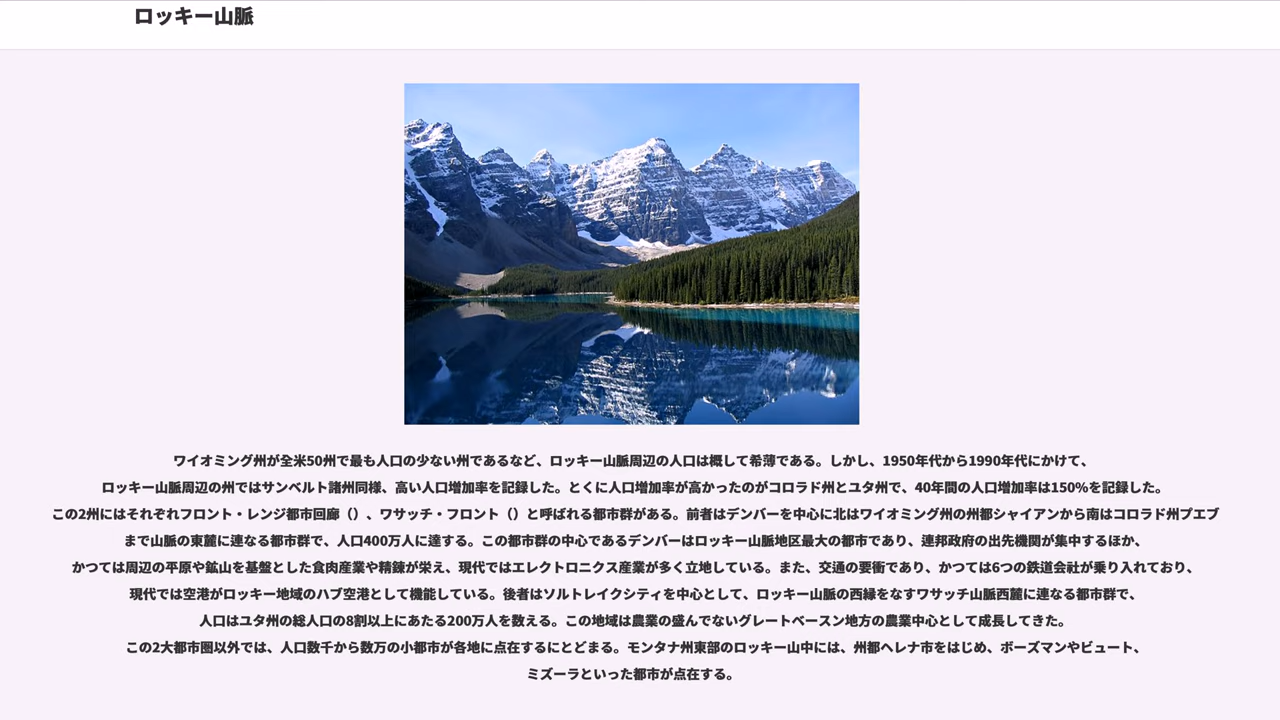 ロッキー山脈
ワイオミング州が全米50州で最も人口の少ない州であるなど、ロッキー山脈周辺の人口は概して希薄である。しかし、1950年代から1990年代にかけて、
ロッキー山脈周辺の州ではサンベルト諸州同様、高い人口増加率を記録した。とくに人口増加率が高かったのがコロラド州とユタ州で、40年間の人口増加率は150%を記録した。
この2州にはそれぞれフロント・レンジ都市回廊（）、ワサッチ・フロント（）と呼ばれる都市群がある。前者はデンバーを中心に北はワイオミング州の州都シャイアンから南はコロラド州プエブ
まで山脈の東麓に連なる都市群で、人口400万人に達する。この都市群の中心であるデンバーはロッキー山脈地区最大の都市であり、連邦政府の出先機関が集中するほか、
かつては周辺の平原や鉱山を基盤とした食肉産業や精錬が栄え、現代ではエレクトロニクス産業が多く立地している。また、交通の要衝であり、かつては6つの鉄道会社が乗り入れており、
現代では空港がロッキー地域のハブ空港として機能している。後者はソルトレイクシティを中心として、ロッキー山脈の西縁をなすワサッチ山脈西麓に連なる都市群で、
人口はユタ州の総人口の8割以上にあたる200万人を数える。この地域は農業の盛んでないグレートベースン地方の農業中心として成長してきた。
この2大都市圏以外では、人口数千から数万の小都市が各地に点在するにとどまる。モンタナ州東部のロッキー山中には、州都ヘレナ市をはじめ、ボーズマンやビュート、
ミズーラといった都市が点在する。